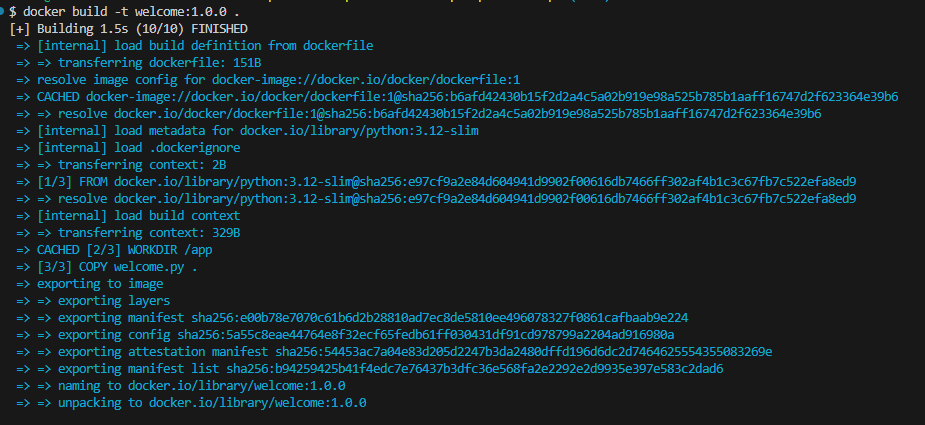 $ docker build -t welcome:1.0.0 .
[+] Building 1.5s (10/10) FINISHED
=> [internal] load build definition from dockerfile
=> => transferring dockerfile: 151B
=> resolve image config for docker-image://docker.io/docker/dockerfile:1
=> CACHED docker-image://docker.io/docker/dockerfile:1@sha256:b6afd42430b15f2d2a4c5a02b919e98a525b785b1aaff16747d2f623364e39b6
=> => resolve docker.io/docker/dockerfile:1@sha256:b6afd42430b15f2d2a4c5a02b919e98a525b785b1aaff16747d2f623364e39b6
=> [internal] load metadata for docker.io/library/python:3.12-slim
=> [internal] load .dockerignore
=> => transferring context: 2B
=> [1/3] FROM docker.io/library/python:3.12-slim@sha256:e97cf9a2e84d604941d9902f00616db7466ff302af4b1c3c67fb7c522efa8ed9
=> => resolve docker.io/library/python:3.12-slim@sha256:e97cf9a2e84d604941d9902f00616db7466ff302af4b1c3c67fb7c522efa8ed9
=> [internal] load build context
=> => transferring context: 329B
=> CACHED [2/3] WORKDIR /app
=> [3/3] COPY welcome.py .
=> exporting to image
=> => exporting layers
=> => exporting manifest sha256:e00b78e7070c61b6d2b28810ad7ec8de5810ee496078327f0861cafbaab9e224
=> => exporting config sha256:5a55c8eae44764e8f32ecf65fedb61ff030431df91cd978799a2204ad916980a
=> => exporting attestation manifest sha256:54453ac7a04e83d205d2247b3da2480dffd196d6dc2d7464625554355083269e
=> => exporting manifest list sha256:b94259425b41f4edc7e76437b3dfc36e568fa2e2292e2d9935e397e583c2dad6
=> => naming to docker.io/library/welcome:1.0.0
=> => unpacking to docker.io/library/welcome:1.0.0